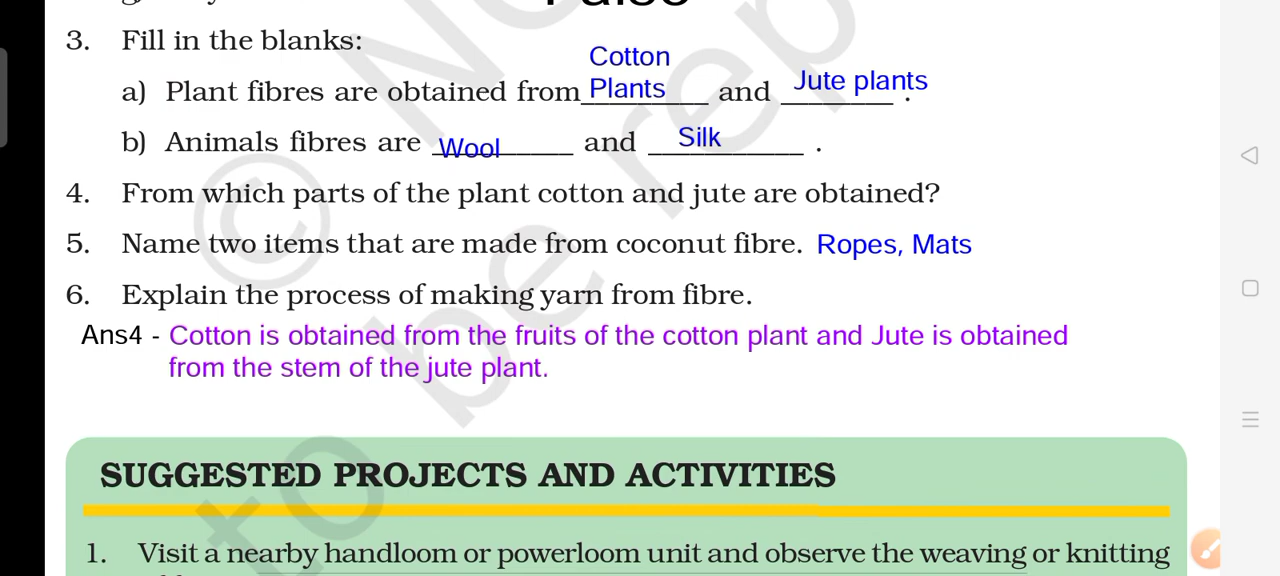 3. Fill in the blanks:
Cotton
a) Plant fibres are obtained from Plants and Jute plants .
b) Animals fibres are Wool and Silk .
4. From which parts of the plant cotton and jute are obtained?
5. Name two items that are made from coconut fibre. Ropes, Mats
6. Explain the process of making yarn from fibre.
Ans4 - Cotton is obtained from the fruits of the cotton plant and Jute is obtained
from the stem of the jute plant.
SUGGESTED PROJECTS AND ACTIVITIES
1. Visit a nearby handloom or powerloom unit and observe the weaving or knitting